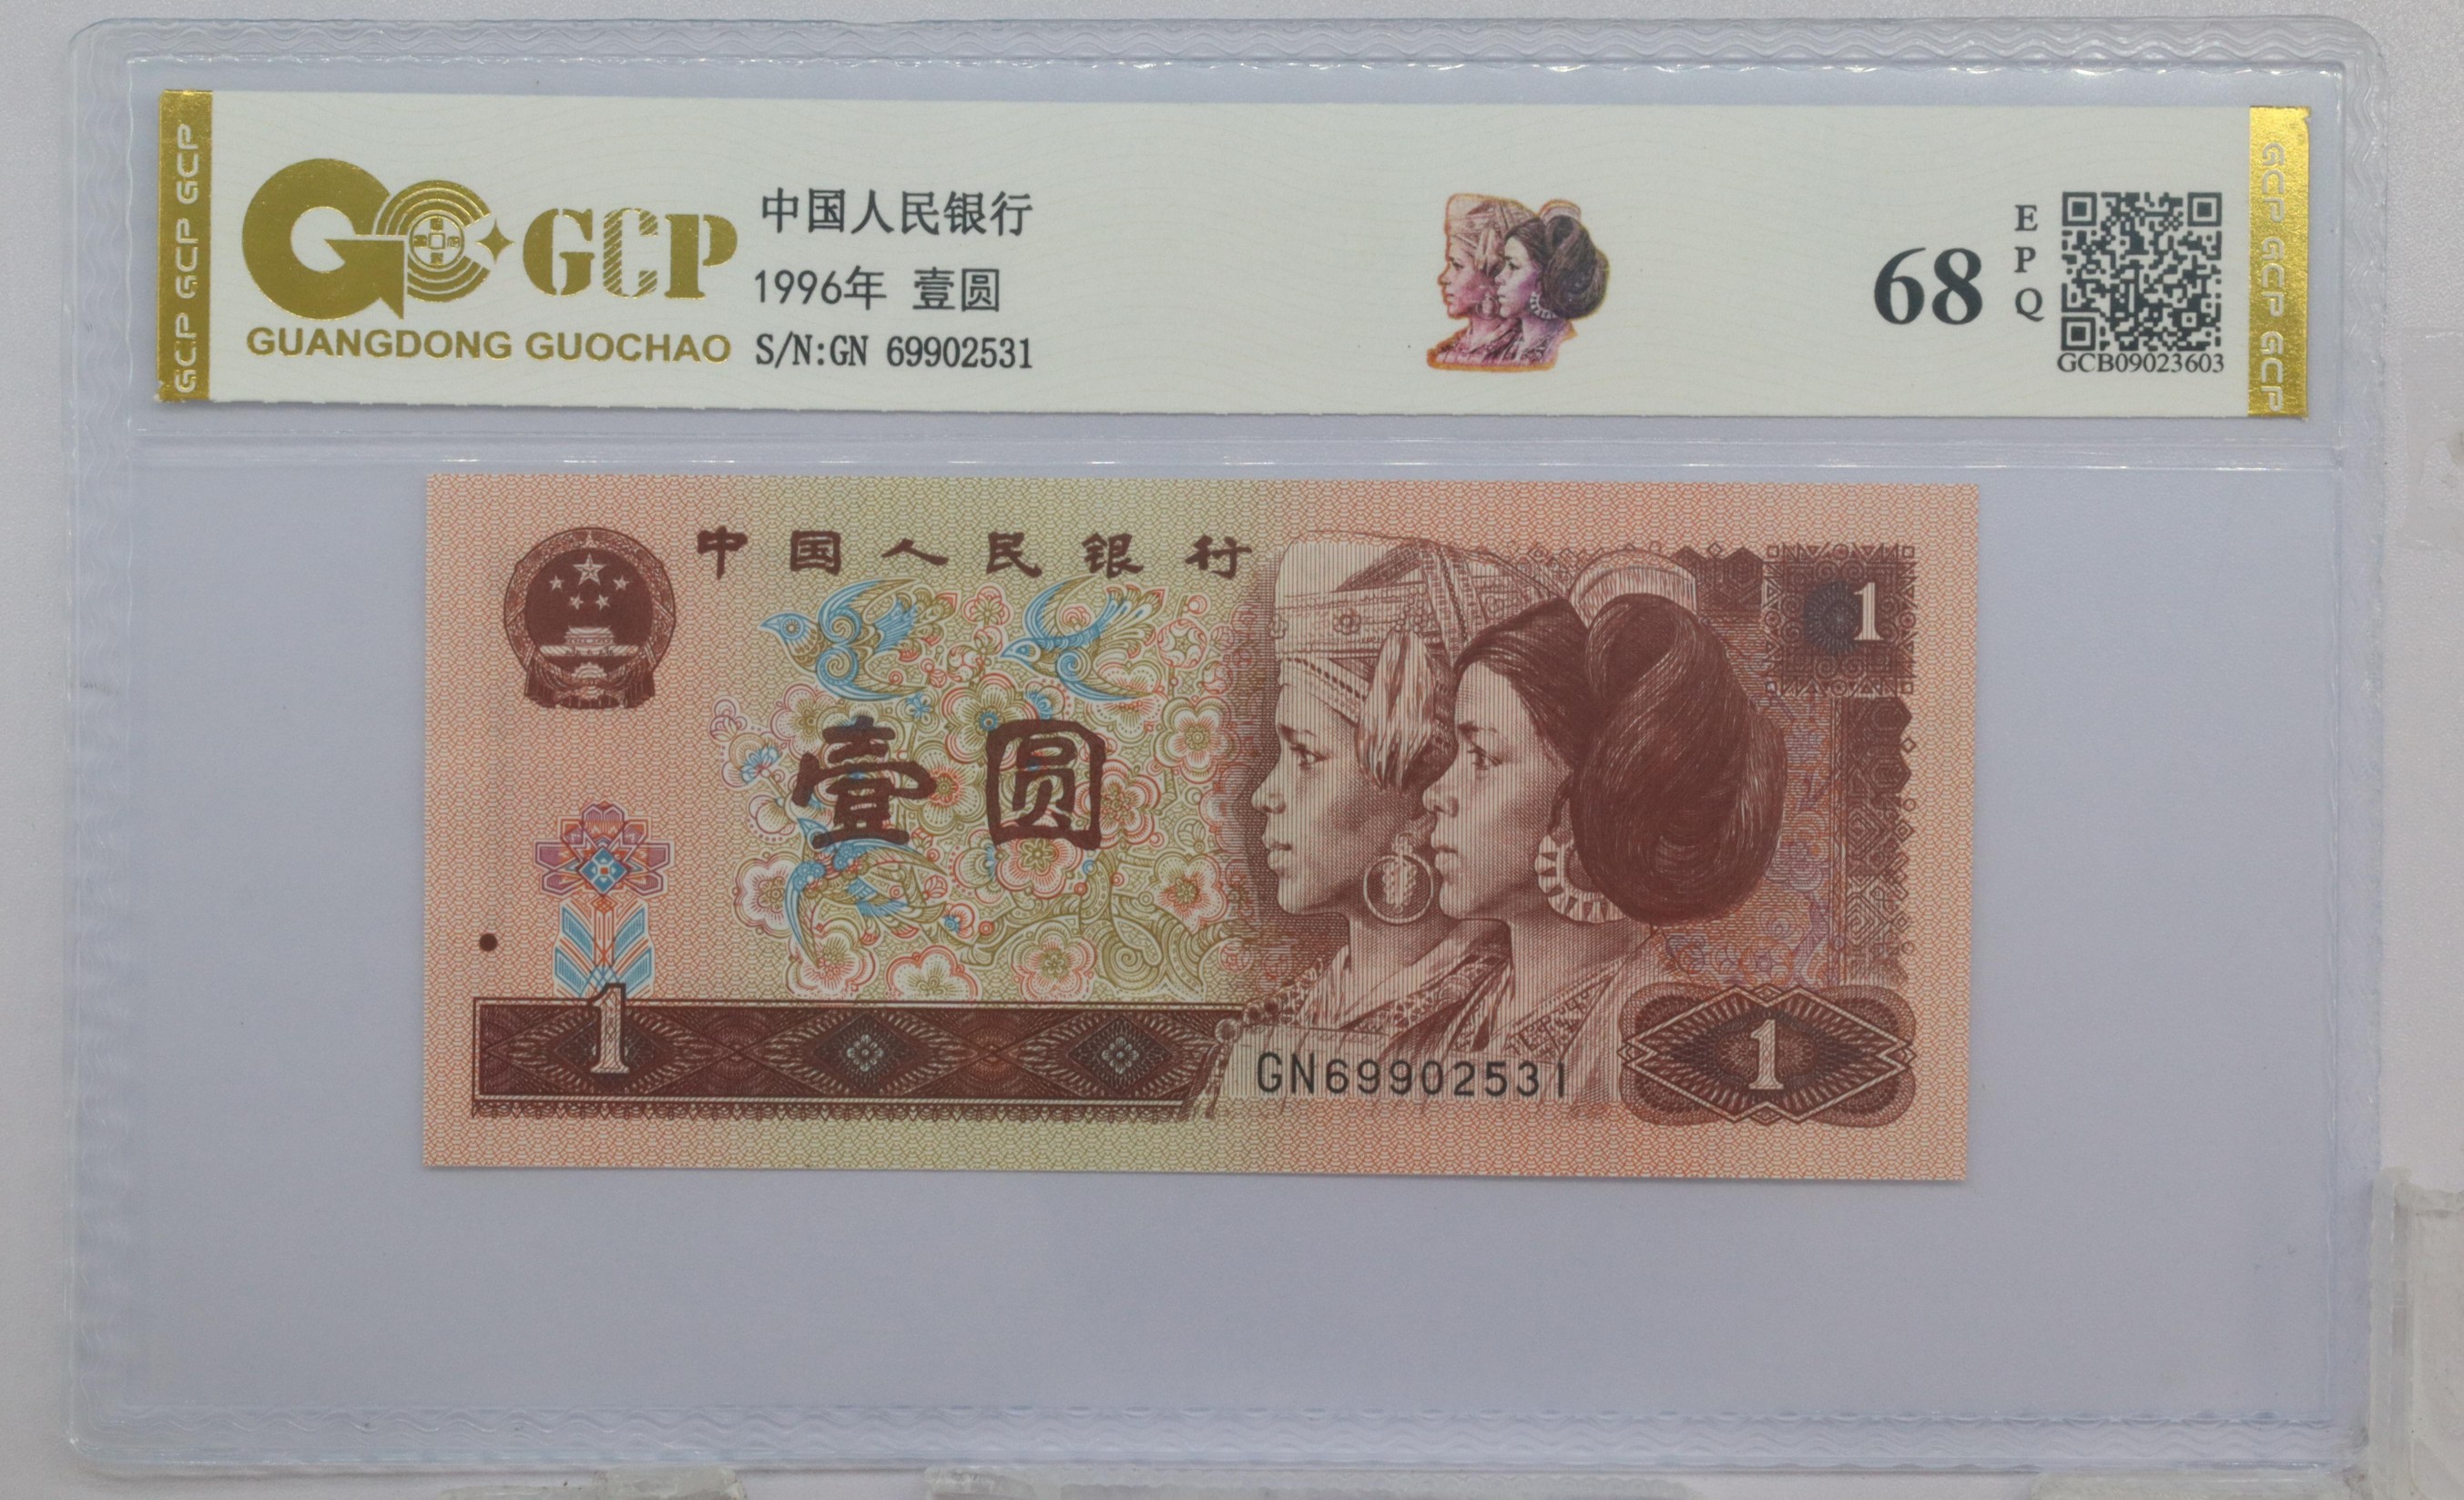 GCP GCP GCP
GCP
GUANGDONG GUOCHAO
中国人民银行
1996年 壹圆
S/N:GN 69902531
68
EPQ
GCB09023603
GCP GCP GCP
中国人民银行
1
壹圆
1
GN69902531
1